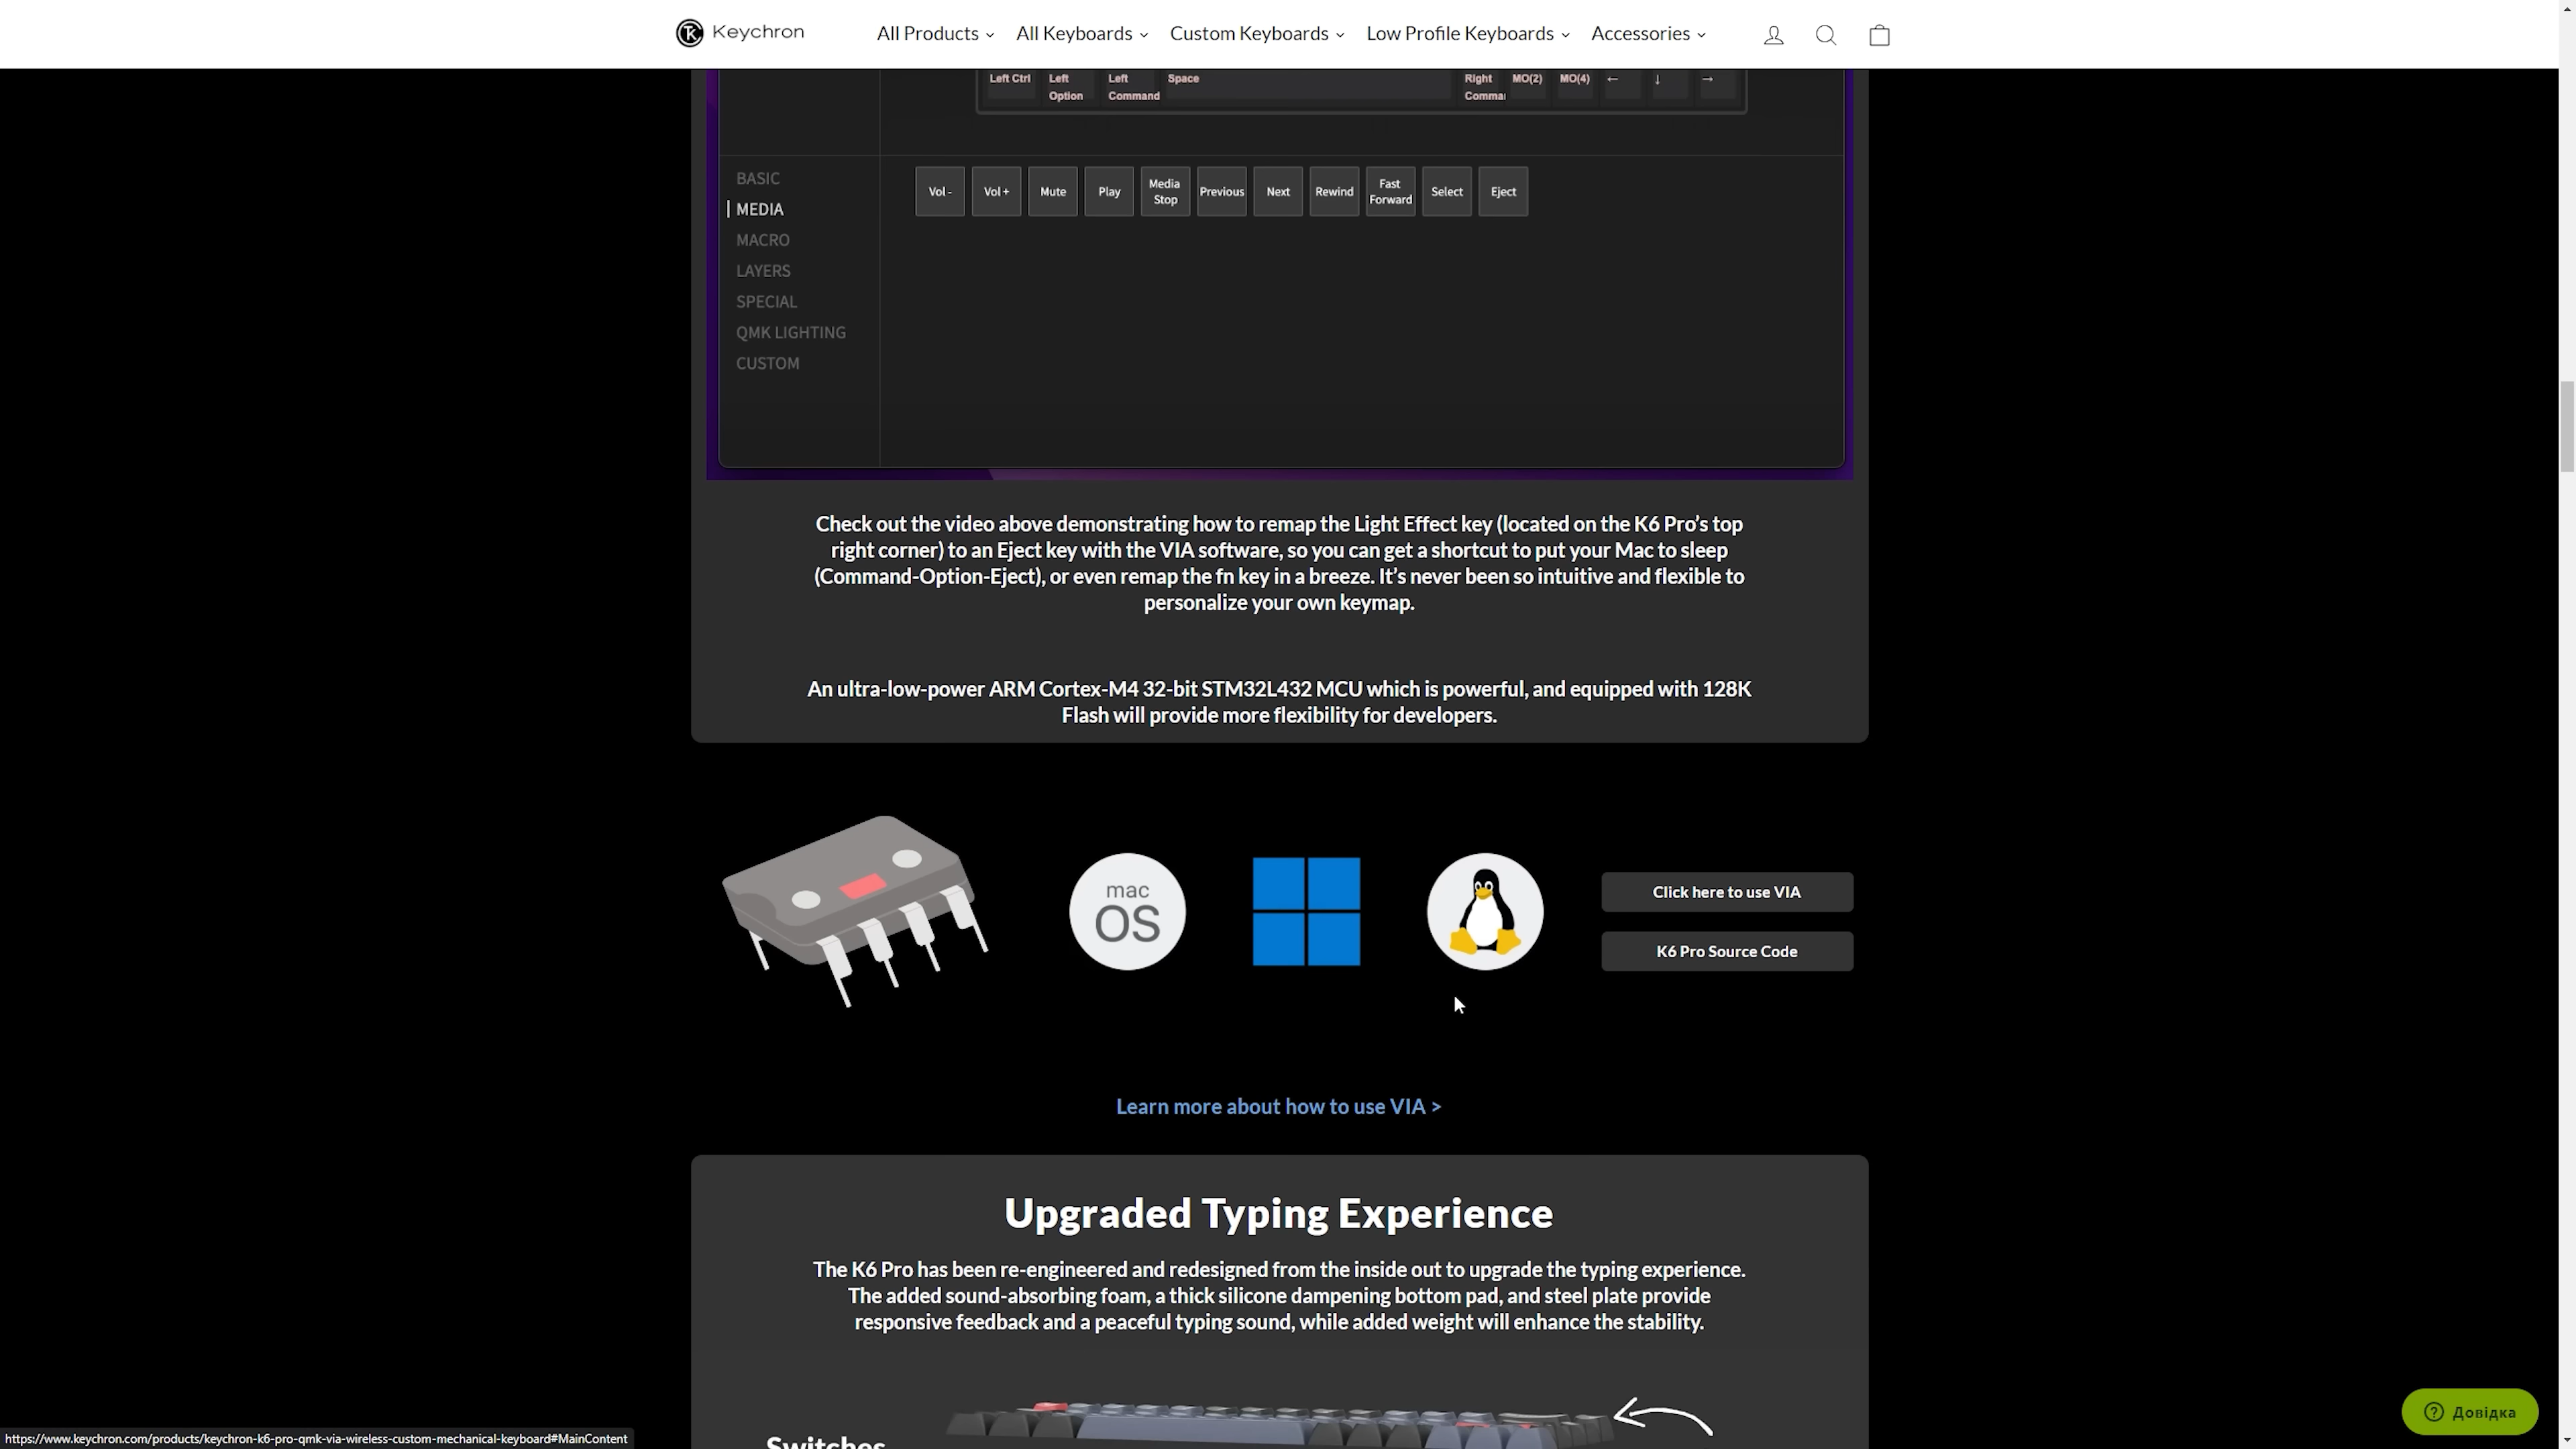 Keychron
All Products
All Keyboards
Custom Keyboards
Low Profile Keyboards
Accessories
Left Ctrl
Left
Option
Left
Command
Space
Right
Comma
MO(2)
MO(4)
←
↓
→
BASIC
MEDIA
MACRO
LAYERS
SPECIAL
QMK LIGHTING
CUSTOM
Vol -
Vol +
Mute
Play
Media
Stop
Previous
Next
Rewind
Fast
Forward
Select
Eject
Check out the video above demonstrating how to remap the Light Effect key (located on the K6 Pro’s top
right corner) to an Eject key with the VIA software, so you can get a shortcut to put your Mac to sleep
(Command-Option-Eject), or even remap the fn key in a breeze. It’s never been so intuitive and flexible to
personalize your own keymap.
An ultra-low-power ARM Cortex-M4 32-bit STM32L432 MCU which is powerful, and equipped with 128K
Flash will provide more flexibility for developers.
mac
OS
Click here to use VIA
K6 Pro Source Code
Learn more about how to use VIA >
Upgraded Typing Experience
The K6 Pro has been re-engineered and redesigned from the inside out to upgrade the typing experience.
The added sound-absorbing foam, a thick silicone dampening bottom pad, and steel plate provide
responsive feedback and a peaceful typing sound, while added weight will enhance the stability.
Switches
Довідка
https://www.keychron.com/products/keychron-k6-pro-qmk-via-wireless-custom-mechanical-keyboard#MainContent